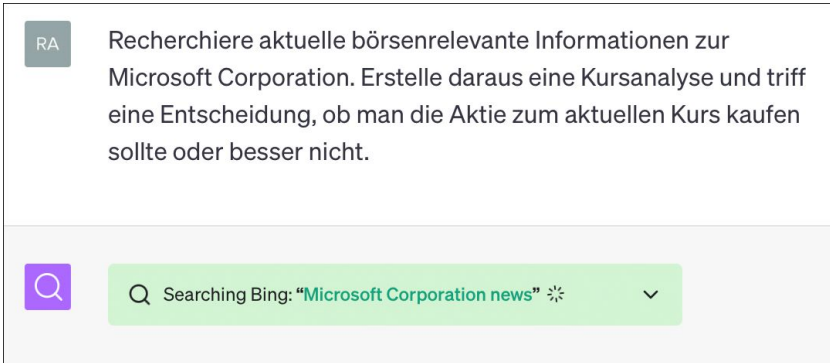 RA
Recherchiere aktuelle börsenrelevante Informationen zur
Microsoft Corporation. Erstelle daraus eine Kursanalyse und triff
eine Entscheidung, ob man die Aktie zum aktuellen Kurs kaufen
sollte oder besser nicht.
Searching Bing: “Microsoft Corporation news”